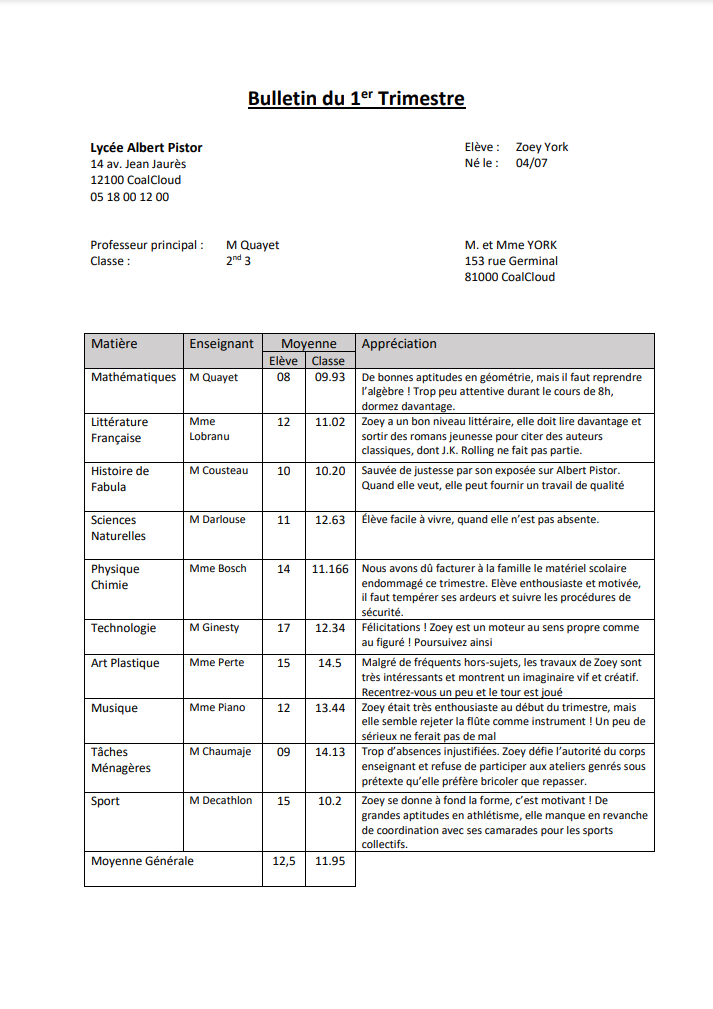 Bulletin du 1er Trimestre
Lycée Albert Pistor
14 av. Jean Jaurès
12100 CoalCloud
05 18 00 12 00
Elève : Zoey York
Né le : 04/07
Professeur principal : M Quayet
Classe : 2nd 3
M. et Mme YORK
153 rue Germinal
81000 CoalCloud
Matière Enseignant Moyenne Appréciation
Elève Classe
Mathématiques M Quayet 08 09.93 De bonnes aptitudes en géométrie, mais il faut reprendre
l’algèbre ! Trop peu attentive durant le cours de 8h,
dormez davantage.
Littérature Mme 12 11.02 Zoey a un bon niveau littéraire, elle doit lire davantage et
Française Lobranu sortir des romans jeunesse pour citer des auteurs
classiques, dont J.K. Rolling ne fait pas partie.
Histoire de M Cousteau 10 10.20 Sauvée de justesse par son exposée sur Albert Pistor.
Fabula Quand elle veut, elle peut fournir un travail de qualité
Sciences M Darlouse 11 12.63 Élève facile à vivre, quand elle n’est pas absente.
Naturelles
Physique Mme Bosch 14 11.166 Nous avons dû facturer à la famille le matériel scolaire
Chimie endommagé ce trimestre. Elève enthousiaste et motivée,
il faut tempérer ses ardeurs et suivre les procédures de
sécurité.
Technologie M Ginesty 17 12.34 Félicitations ! Zoey est un moteur au sens propre comme
au figuré ! Poursuivez ainsi
Art Plastique Mme Perte 15 14.5 Malgré de fréquents hors-sujets, les travaux de Zoey sont
très intéressants et montrent un imaginaire vif et créatif.
Recentrez-vous un peu et le tour est joué
Musique Mme Piano 12 13.44 Zoey était très enthousiaste au début du trimestre, mais
elle semble rejeter la flûte comme instrument ! Un peu de
sérieux ne ferait pas de mal
Tâches M Chaumaje 09 14.13 Trop d’absences injustifiées. Zoey défie l’autorité du corps
Ménagères enseignant et refuse de participer aux ateliers genrés sous
prétexte qu’elle préfère bricoler que repasser.
Sport M Decathlon 15 10.2 Zoey se donne à fond la forme, c’est motivant ! De
grandes aptitudes en athlétisme, elle manque en revanche
de coordination avec ses camarades pour les sports
collectifs.
Moyenne Générale 12,5 11.95